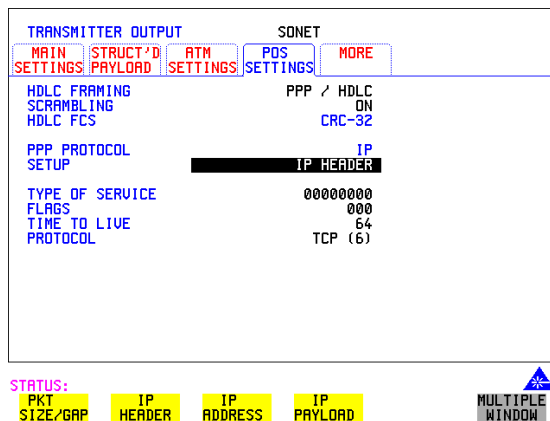 TRANSMITTER OUTPUT SONET
MAIN SETTINGS STRUCT'D PAYLOAD ATM SETTINGS POS SETTINGS MORE
HDLC FRAMING PPP / HDLC
SCRAMBLING ON
HDLC FCS CRC-32
PPP PROTOCOL IP
SETUP IP HEADER
TYPE OF SERVICE 00000000
FLAGS 000
TIME TO LIVE 64
PROTOCOL TCP (6)
STATUS:
PKT SIZE/GAP IP HEADER IP ADDRESS IP PAYLOAD MULTIPLE WINDOW